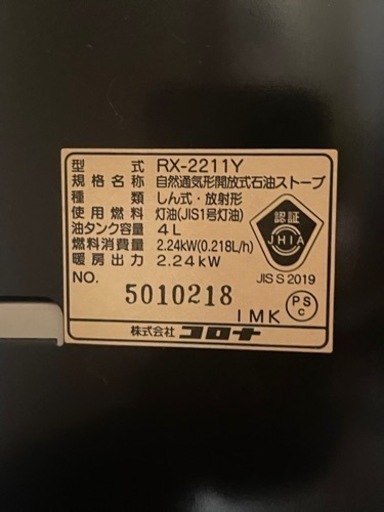 型式 RX-2211Y
規格名称 自然通気形開放式石油ストーブ
種類 しん式・放射形
使用燃料 灯油(JIS1号灯油)
油タンク容量 4L
燃料消費量 2.24kW(0.218L/h)
暖房出力 2.24kW
認証
JHIA
JIS S 2019
NO. 5010218
PS
C
IMK
株式会社コロナ